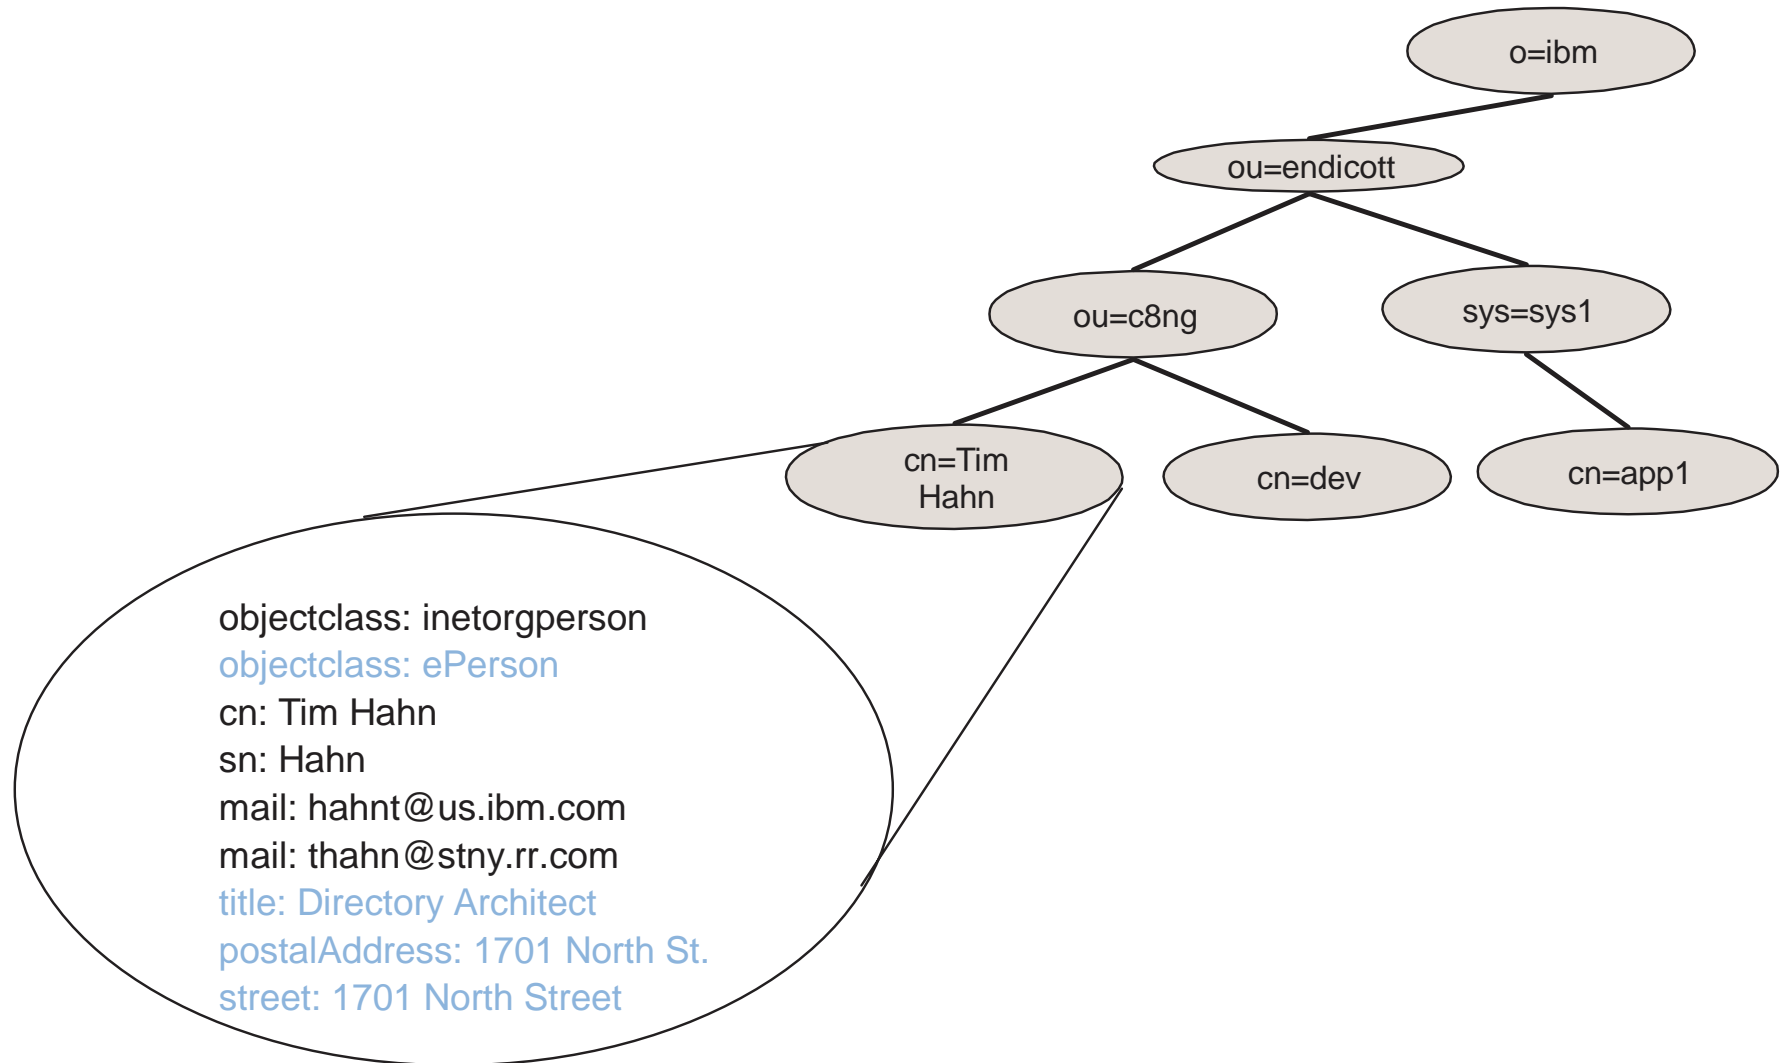 o=ibm
ou=endicott
ou=c8ng
sys=sys1
cn=Tim
Hahn
cn=dev
cn=app1
objectclass: inetorgperson
objectclass: ePerson
cn: Tim Hahn
sn: Hahn
mail: hahnt@us.ibm.com
mail: thahn@stny.rr.com
title: Directory Architect
postalAddress: 1701 North St.
street: 1701 North Street